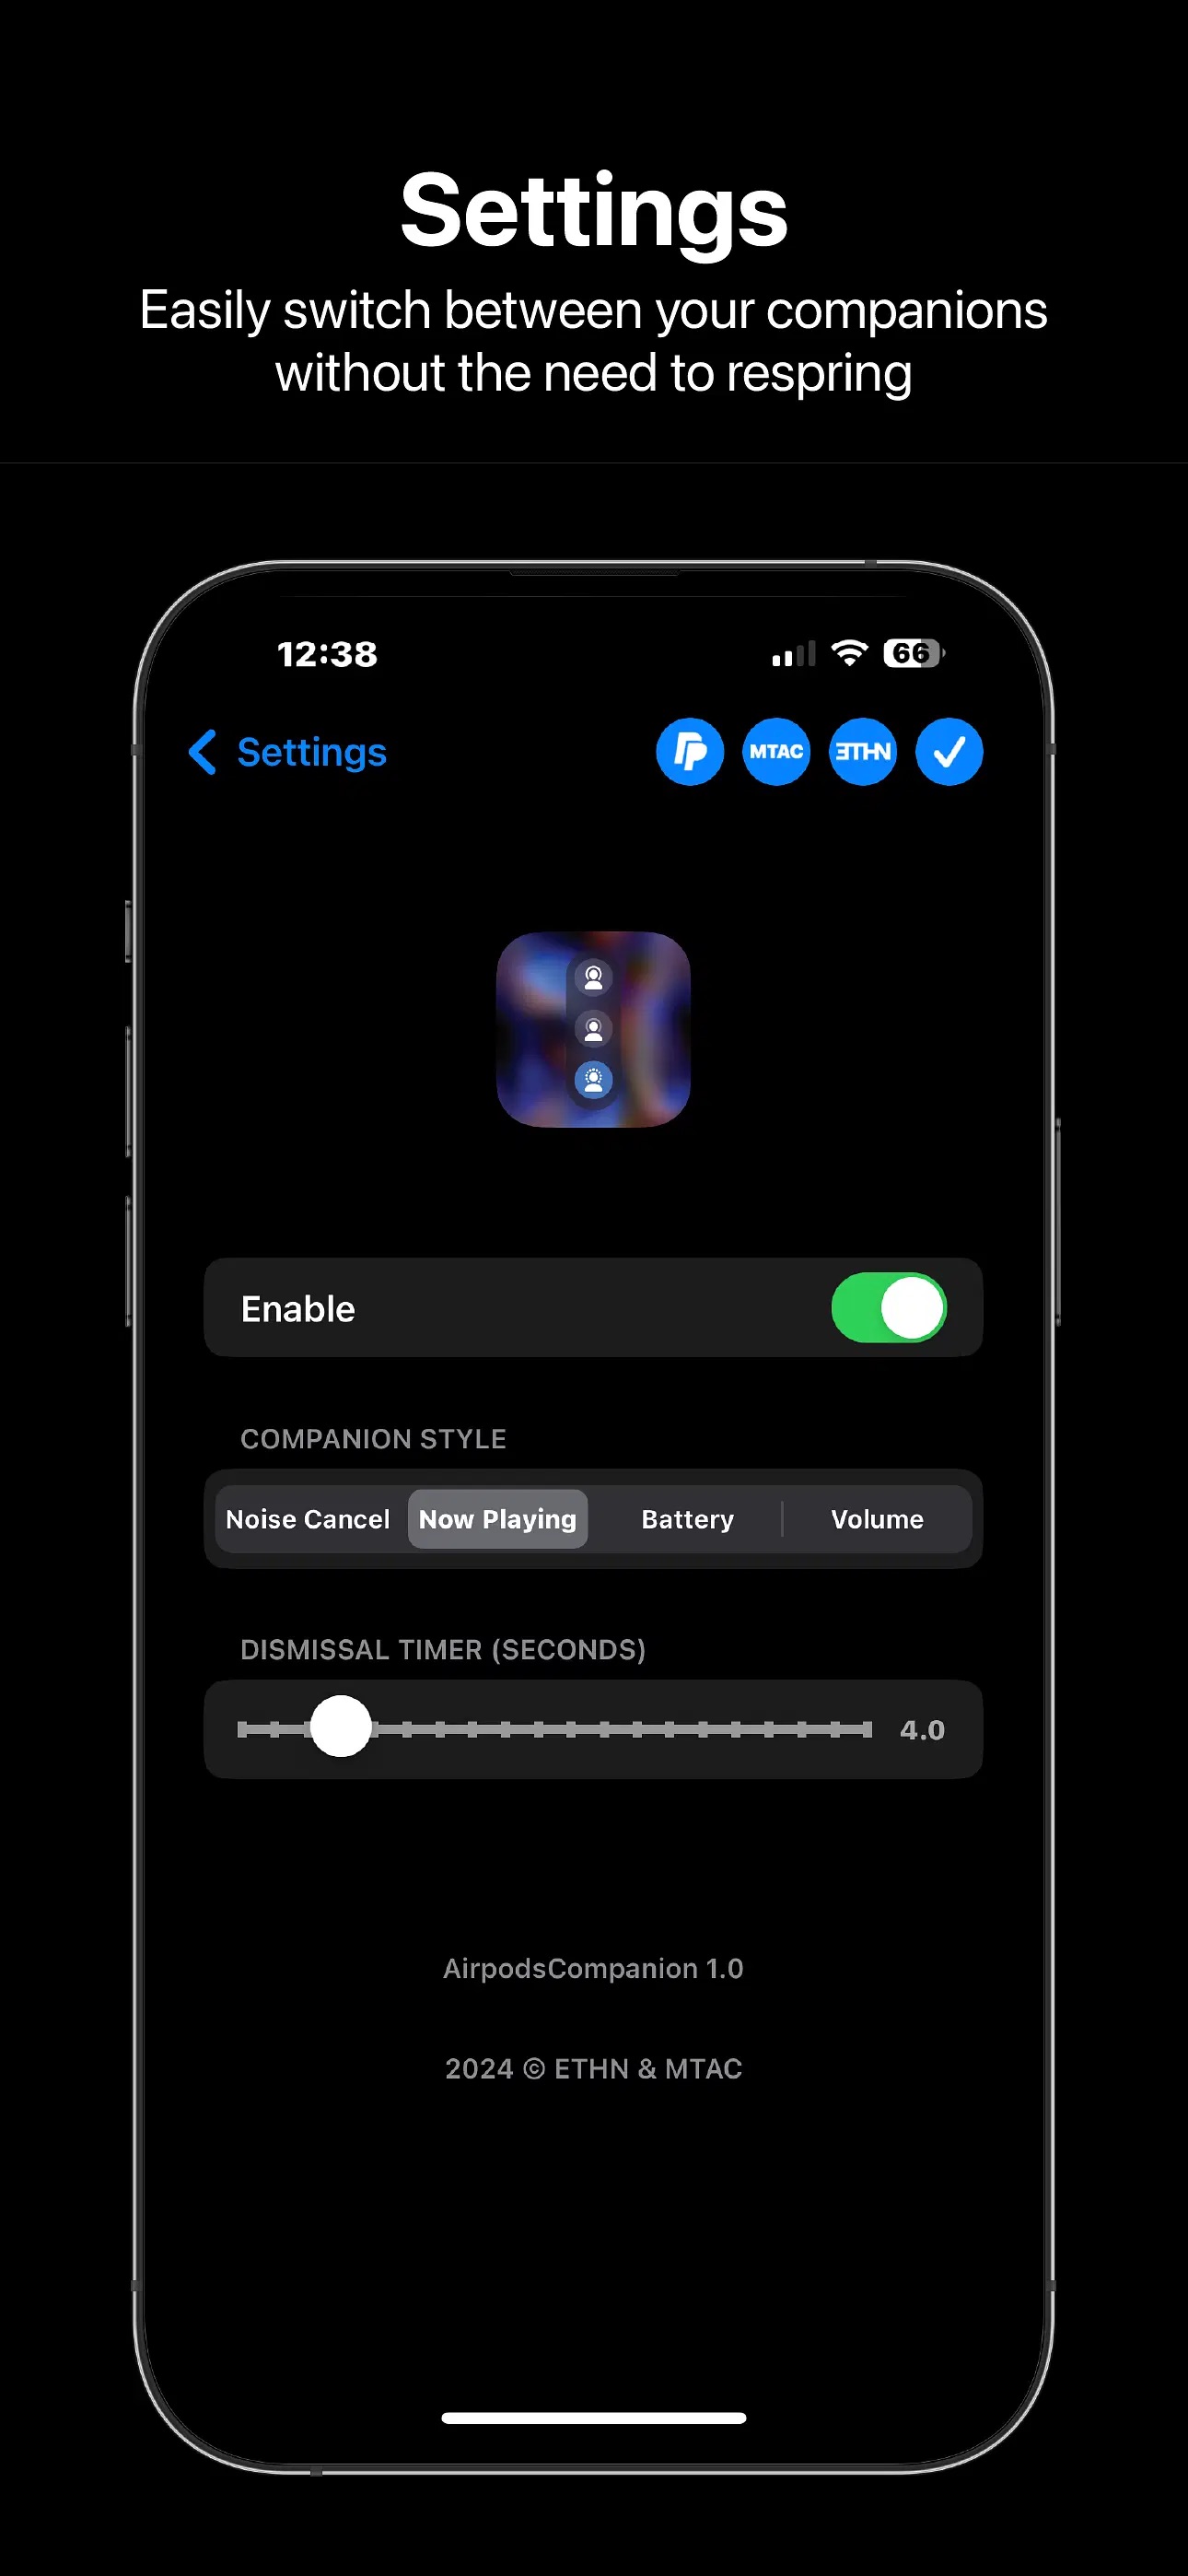 Settings
Easily switch between your companions
without the need to respring
12:38
66
Settings
MTAC
ETHN
Enable
COMPANION STYLE
Noise Cancel Now Playing Battery Volume
DISMISSAL TIMER (SECONDS)
4.0
AirpodsCompanion 1.0
2024 © ETHN & MTAC